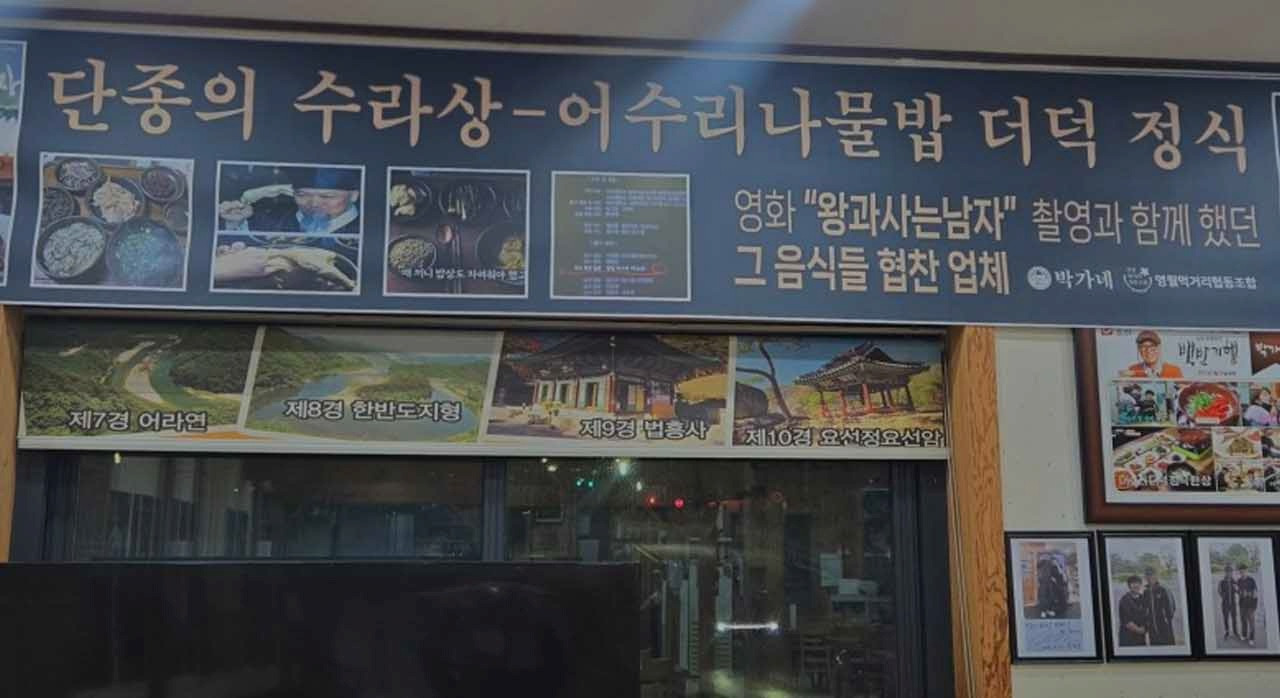 단종의 수라상-어수리나물밥 더덕 정식
영화 "왕과사는남자" 촬영과 함께 했던
그 음식들 협찬 업체
박가네
영월먹거리협동조합
제7경 어라연
제8경 한반도지형
제9경 법흥사
제10경 요선정요선암
백반기행